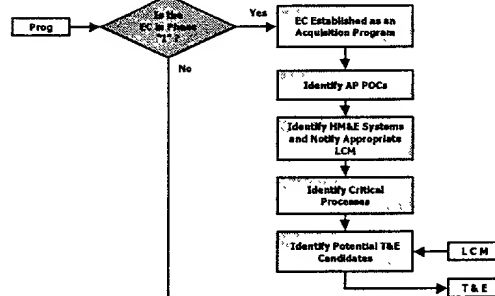 Prog
Is the
EC in Phase
"1" ?
Yes
No
EC Established as an
Acquisition Program
Identify AP POCs
Identify HM&E Systems
and Notify Appropriate
LCM
Identify Critical
Processes
Identify Potential T&E
Candidates
LCM
T&E